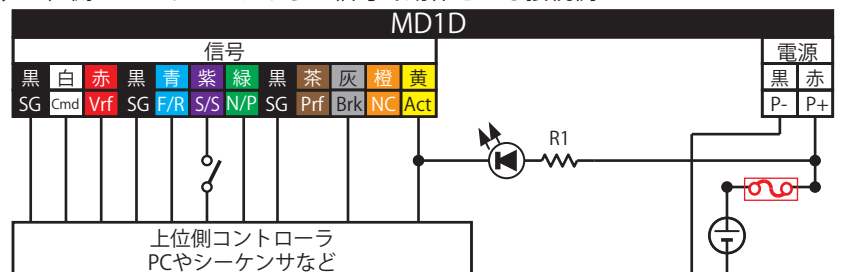 MD1D
信号 電源
黒 白 赤 黒 青 紫 緑 黒 茶 灰 橙 黄 黒 赤
SG Cmd Vrf SG F/R S/S N/P SG Prf Brk NC Act P- P+
R1
上位側コントローラ
PCやシーケンサなど